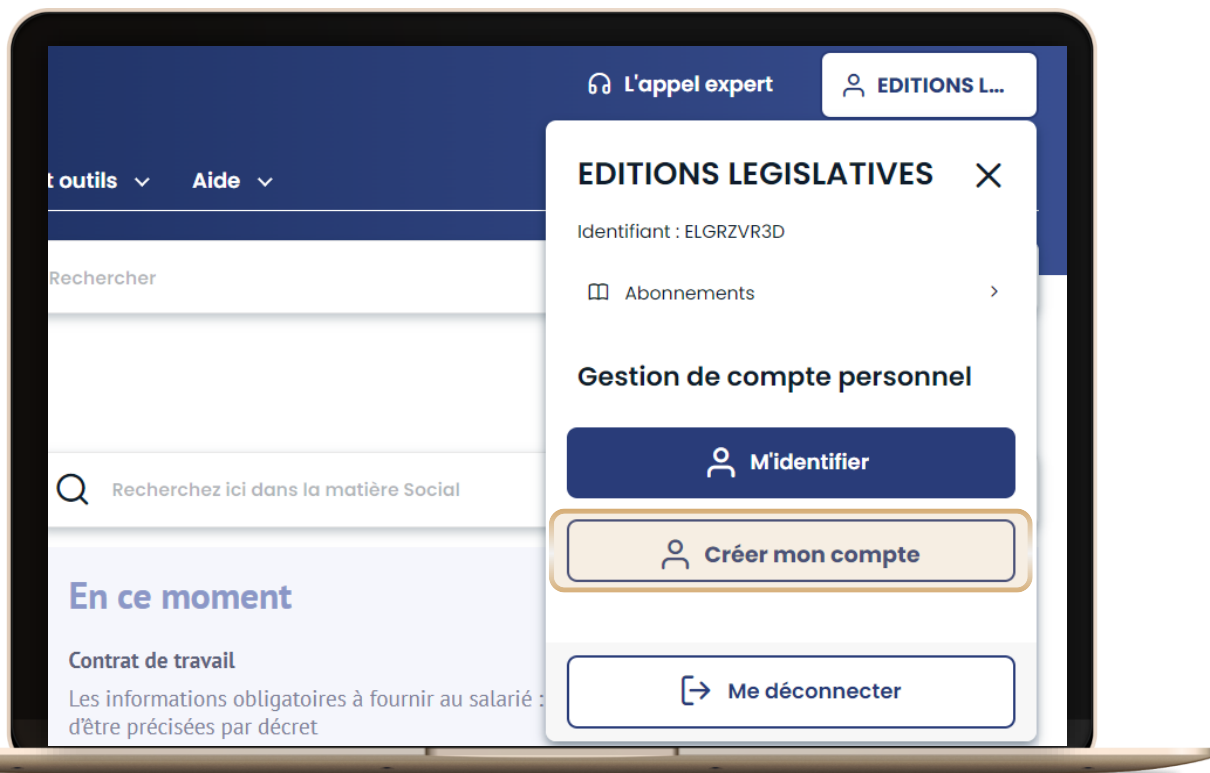 L'appel expert
EDITIONS L...
t outils
Aide
EDITIONS LEGISLATIVES
Identifiant : ELGRZVR3D
Rechercher
Abonnements
Gestion de compte personnel
M'identifier
Recherchez ici dans la matière Social
Créer mon compte
En ce moment
Contrat de travail
Les informations obligatoires à fournir au salarié :
d'être précisées par décret
Me déconnecter